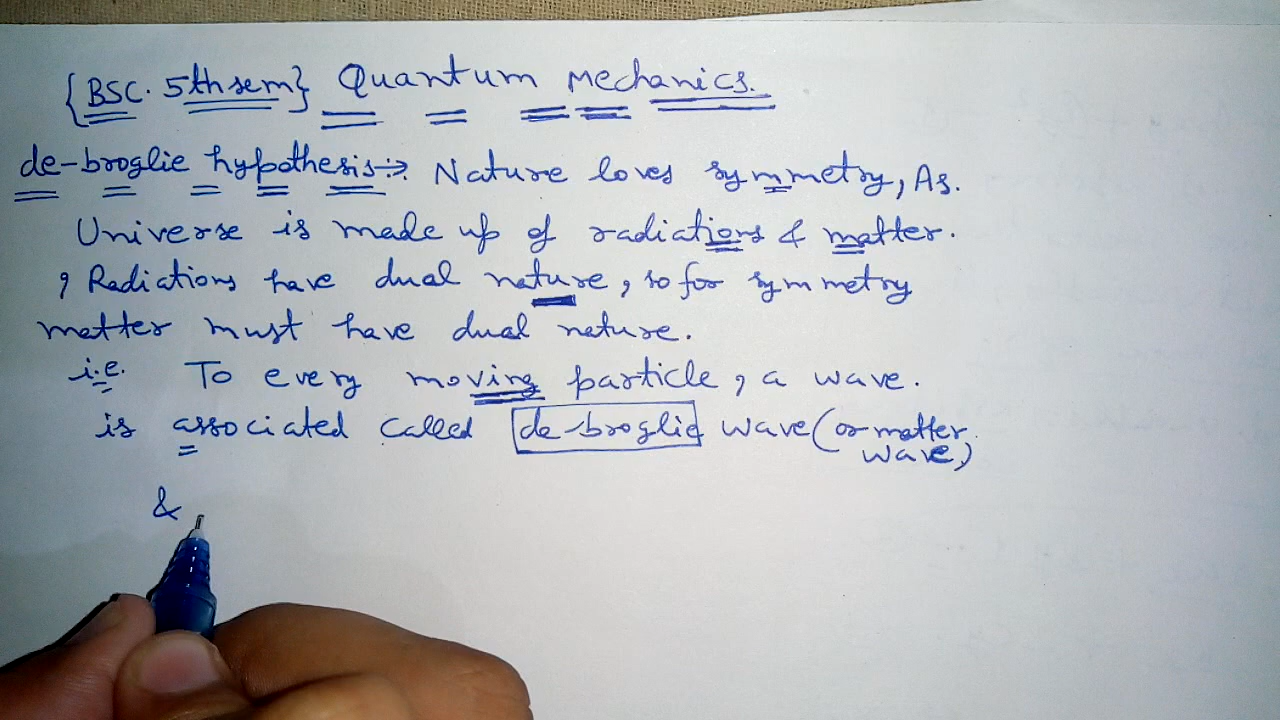 {BSC. 5th sem} Quantum Mechanics.
de-broglie hypothesis:→ Nature loves symmetry, As.
Universe is made up of radiations & matter.
, Radiations have dual nature, so for symmetry
matter must have dual nature.
i.e. To every moving particle, a wave.
is associated called de-broglie wave (or matter
wave)
&